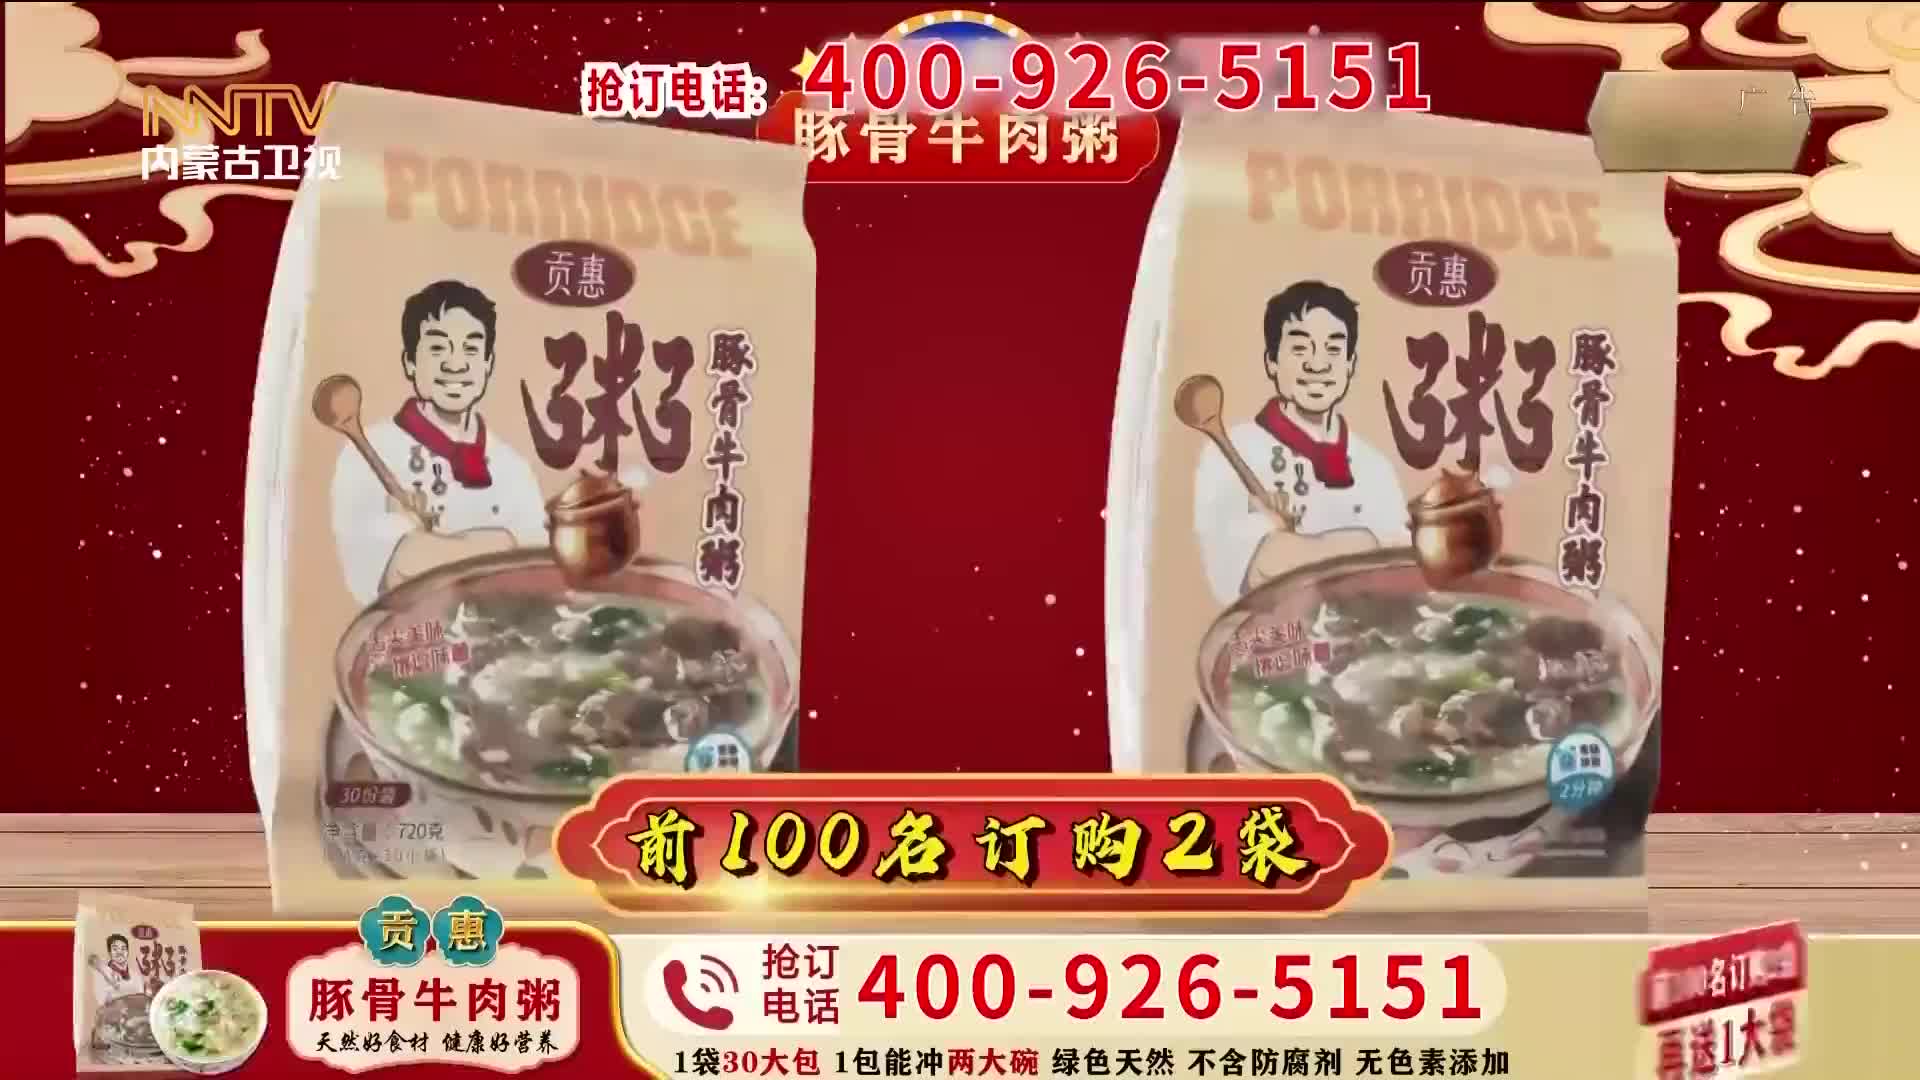 抢订电话: 400-926-5151
广告
NNTV
内蒙古卫视
豚骨牛肉粥
PORRIDGE
贡惠
粥
豚骨牛肉粥
30份装
720克
PORRIDGE
贡惠
粥
豚骨牛肉粥
2分钟
前100名订购2袋
贡惠
豚骨牛肉粥
天然好食材 健康好营养
抢订电话 400-926-5151
1袋30大包 1包能冲两大碗 绿色天然 不含防腐剂 无色素添加
再送1大袋